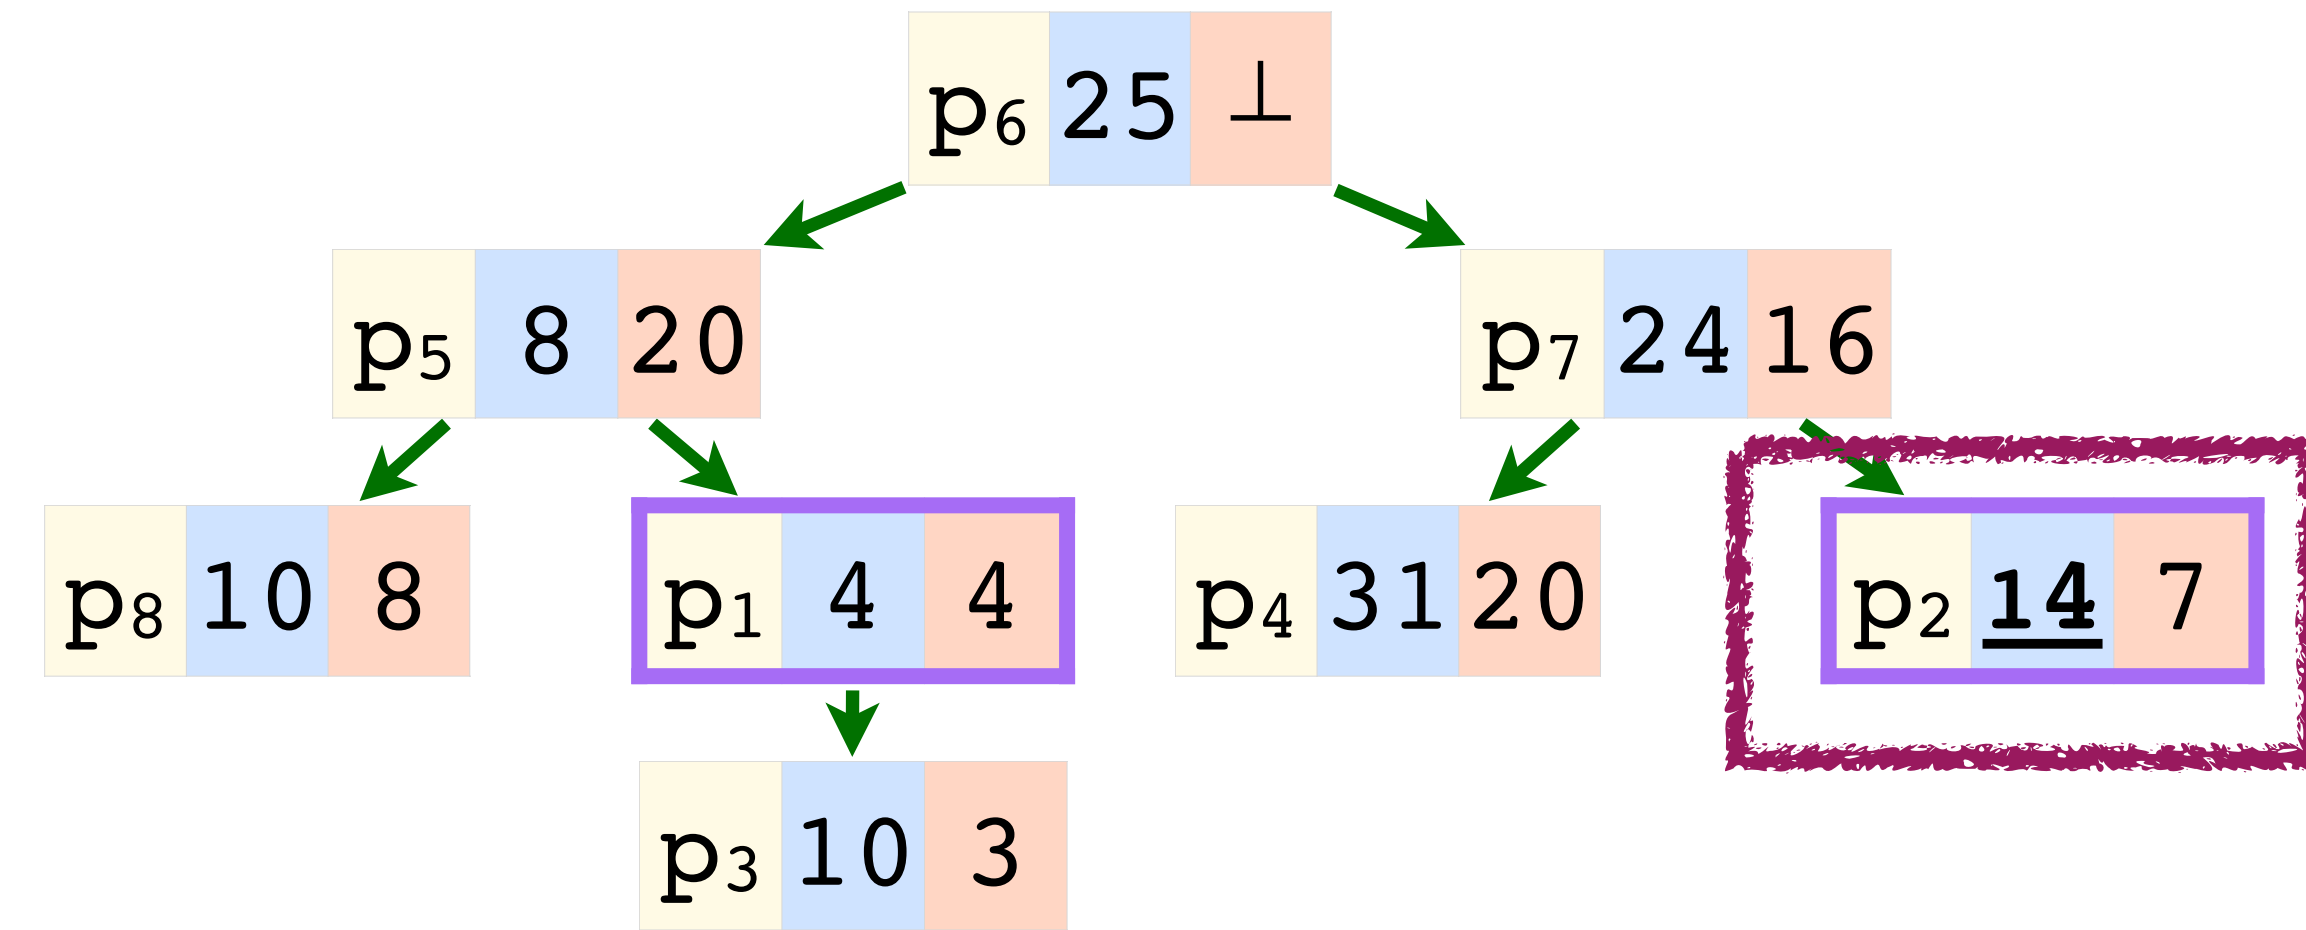 p₆ 25 ⊥
p₅ 8 20
p₇ 24 16
p₈ 10 8
p₁ 4 4
p₄ 31 20
p₂ 14 7
p₃ 10 3